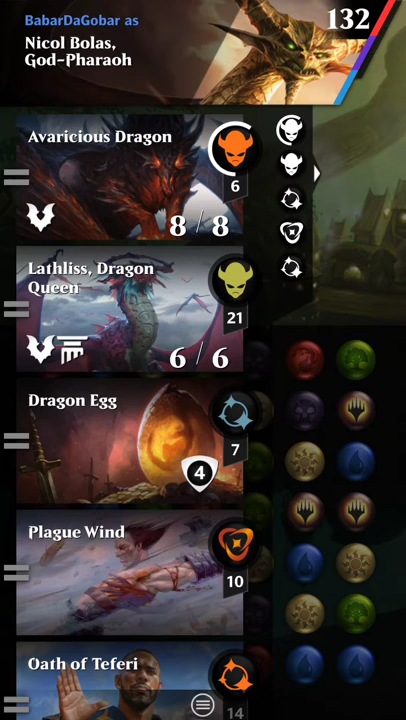 BabarDaGobar as
132
Nicol Bolas,
God-Pharaoh
Avaricious Dragon
6
8 / 8
Lathliss, Dragon
Queen
21
6 / 6
Dragon Egg
7
4
Plague Wind
10
Oath of Teferi
14